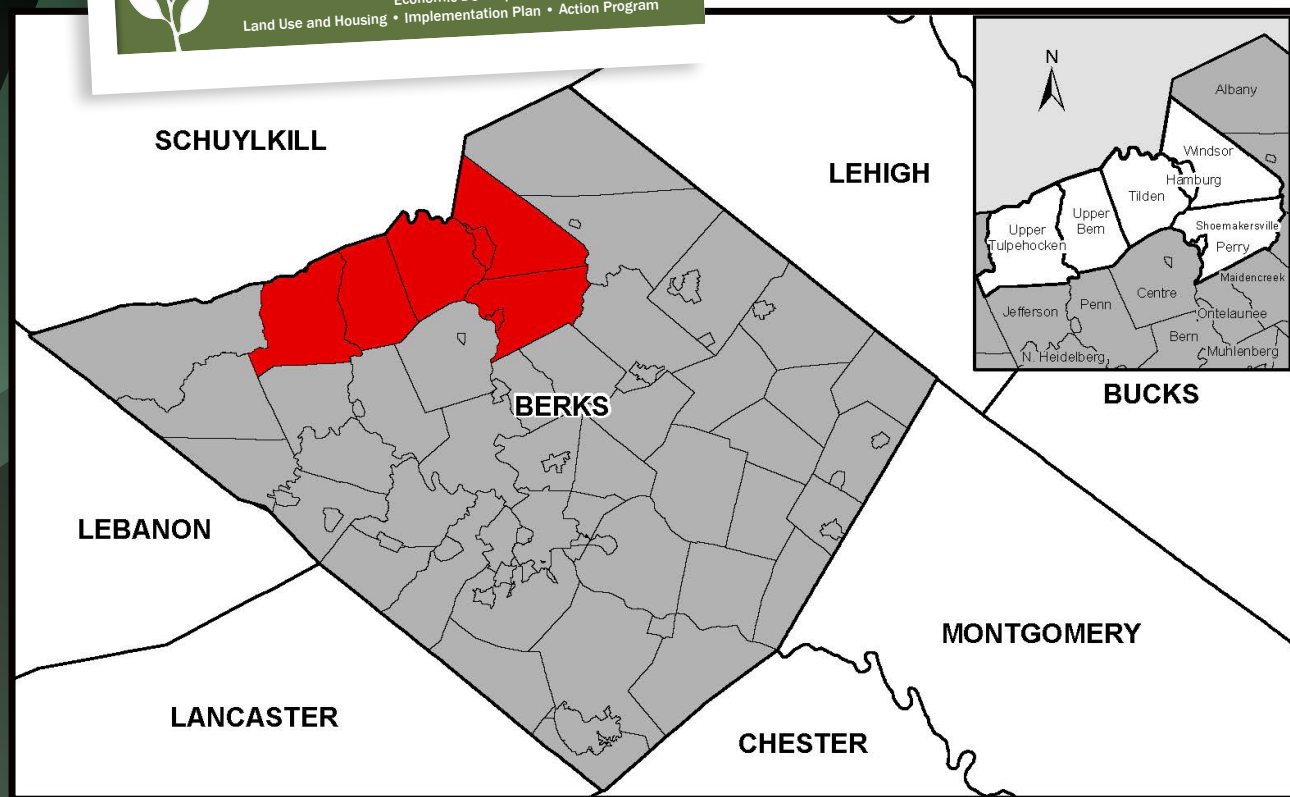 Land Use and Housing • Implementation Plan • Action Program
SCHUYLKILL
LEHIGH
BERKS
BUCKS
LEBANON
MONTGOMERY
LANCASTER
CHESTER
N
Albany
Windsor
Hamburg
Tilden
Upper
Bern
Upper
Tulpehocken
Shoemakersville
Perry
Maidencreek
Centre
Jefferson
Penn
Ontelaunee
Bern
N. Heidelberg
Muhlenberg